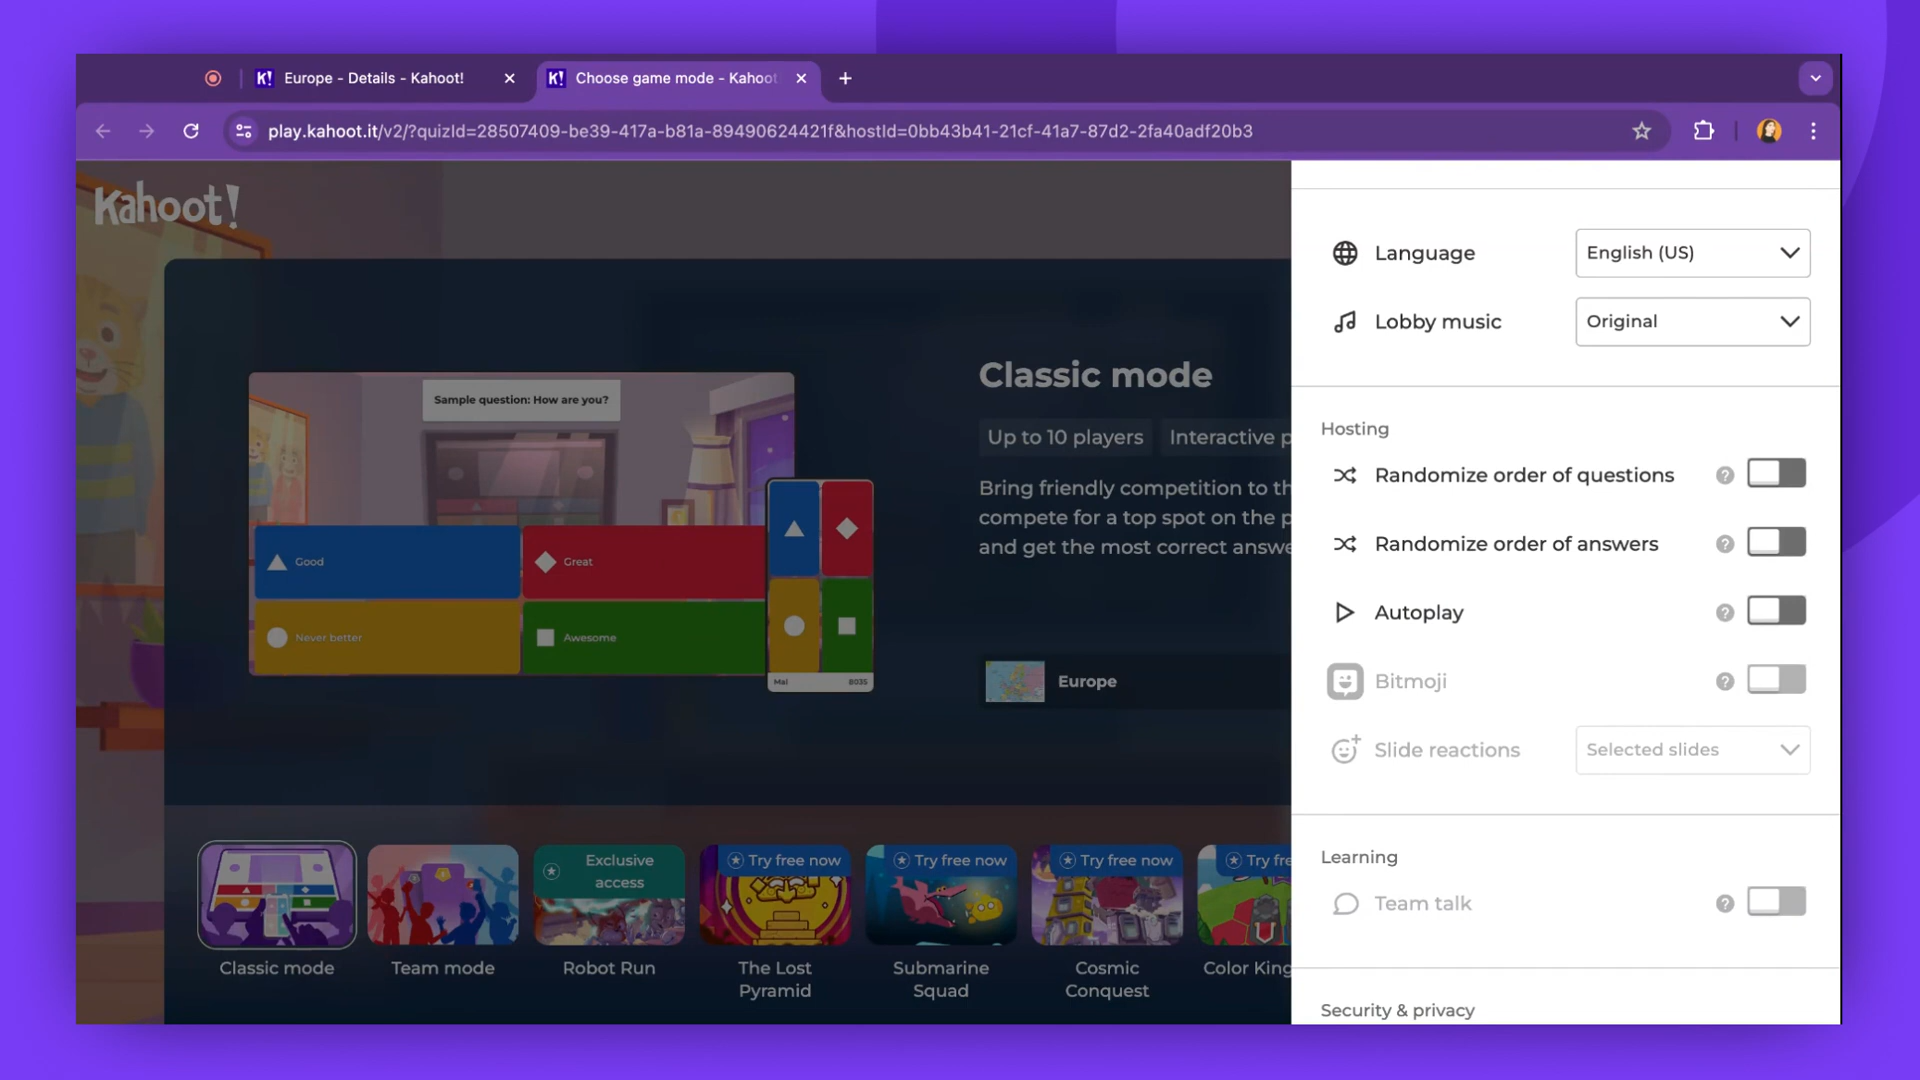 Europe - Details - Kahoot!
Choose game mode - Kahoot
play.kahoot.it/v2/?quizId=28507409-be39-417a-b81a-89490624421f&hostId=0bb43b41-21cf-41a7-87d2-2fa40adf20b3
Kahoot!
Classic mode
Up to 10 players
Interactive p
Bring friendly competition to th
compete for a top spot on the p
and get the most correct answe
Sample question: How are you?
Good
Great
Never better
Awesome
Mai
8035
Europe
Exclusive access
Try free now
Try free now
Try free now
Try fre
Classic mode
Team mode
Robot Run
The Lost Pyramid
Submarine Squad
Cosmic Conquest
Color King
Language
English (US)
Lobby music
Original
Hosting
Randomize order of questions
Randomize order of answers
Autoplay
Bitmoji
Slide reactions
Selected slides
Learning
Team talk
Security & privacy